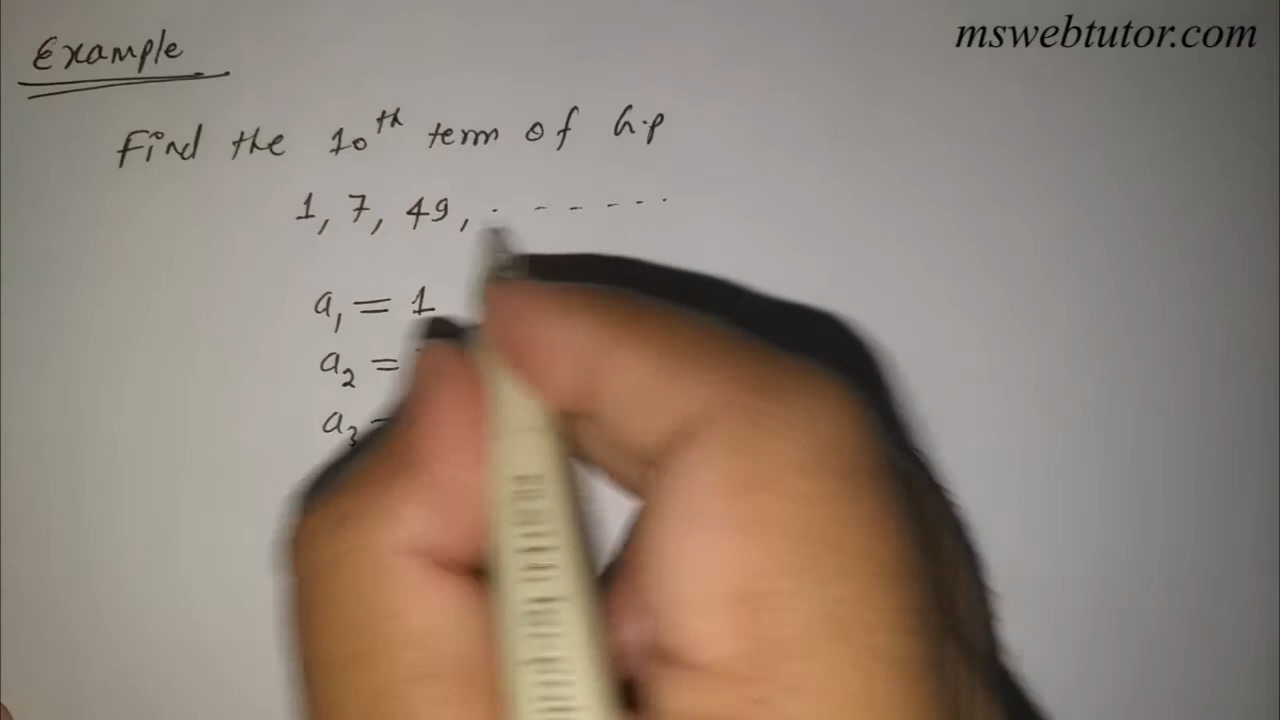 mswebtutor.com
Example
Find the 10th term of G.P
1, 7, 49, . - - - - - .
a1 = 1
a2 =
a3 =